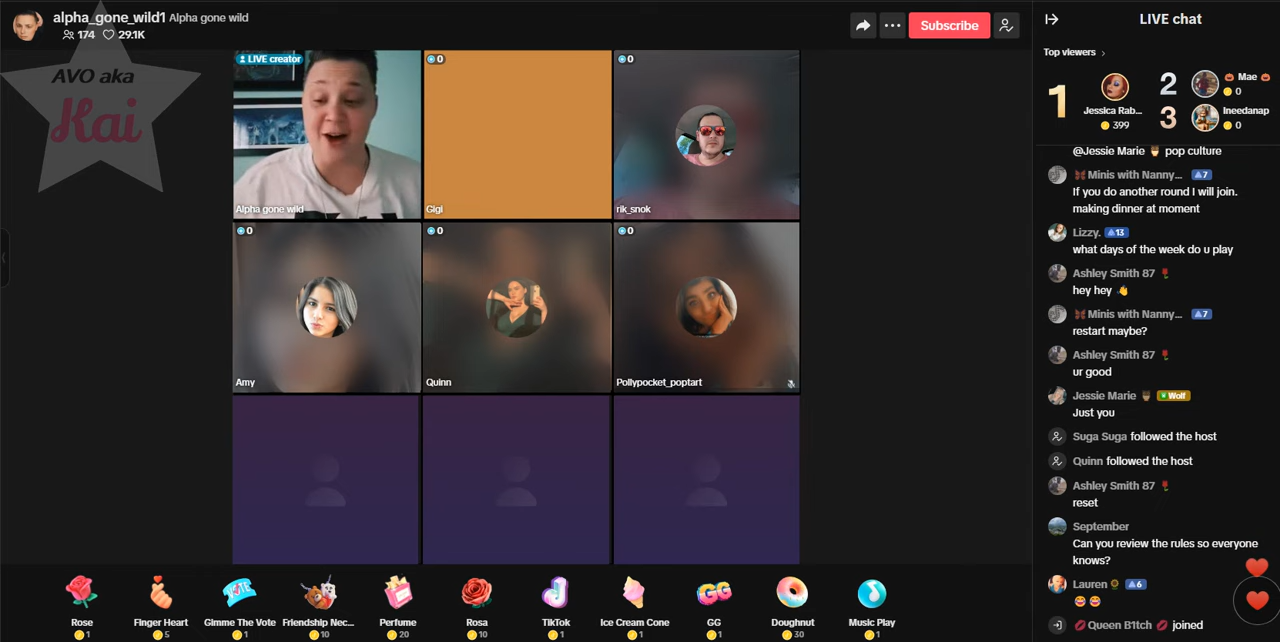 alpha_gone_wild1 Alpha gone wild
174 29.1K
Subscribe
AVO aka
Kai
LIVE creator
Alpha gone wild
0
Gigi
0
rik_snok
0
Amy
0
Quinn
0
Pollypocket_poptart
LIVE chat
Top viewers
1
Jessica Rab...
399
2
Mae
0
3
Ineedanap
0
@Jessie Marie pop culture
Minis with Nanny... 7
If you do another round I will join.
making dinner at moment
Lizzy. 13
what days of the week do u play
Ashley Smith 87
hey hey
Minis with Nanny... 7
restart maybe?
Ashley Smith 87
ur good
Jessie Marie Wolf
Just you
Suga Suga followed the host
Quinn followed the host
Ashley Smith 87
reset
September
Can you review the rules so everyone
knows?
Lauren 6
Queen B!tch joined
VOTE
GG
Rose
1
Finger Heart
5
Gimme The Vote
1
Friendship Nec...
10
Perfume
20
Rosa
10
TikTok
1
Ice Cream Cone
1
GG
1
Doughnut
30
Music Play
1